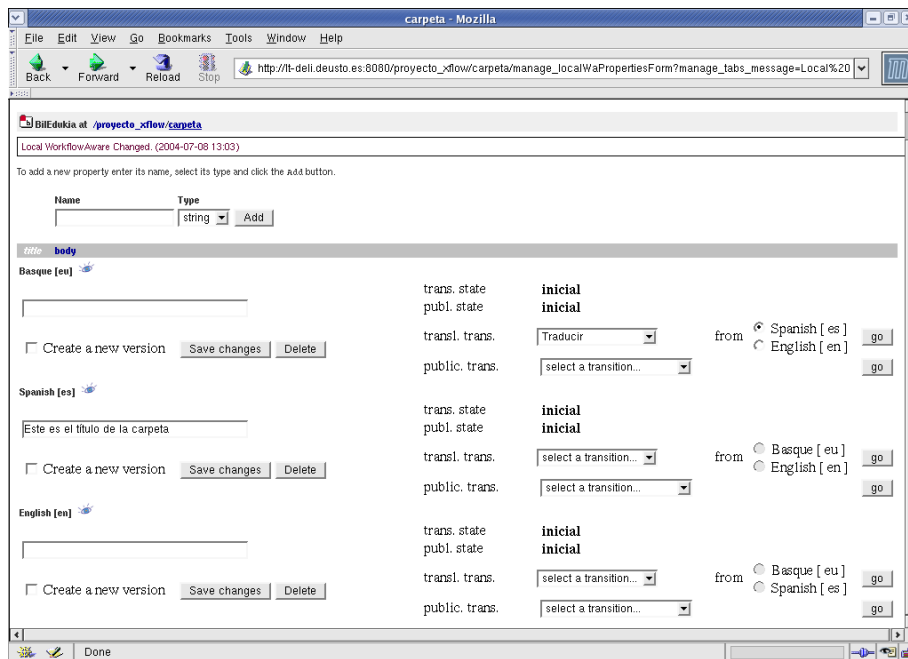 carpeta - Mozilla
File Edit View Go Bookmarks Tools Window Help
Back Forward Reload Stop http://lt-deli.deusto.es:8080/proyecto_xflow/carpeta/manage_localWaPropertiesForm?manage_tabs_message=Local%20
BilEdukia at /proyecto_xflow/carpeta
Local WorkflowAware Changed. (2004-07-08 13:03)
To add a new property enter its name, select its type and click the Add button.
Name Type
string Add
title body
Basque [eu]
trans. state inicial
publ. state inicial
transl. trans. Traducir from Spanish [ es ] go
English [ en ]
Create a new version Save changes Delete
public. trans. select a transition... go
Spanish [es]
trans. state inicial
Este es el título de la carpeta publ. state inicial
transl. trans. select a transition... from Basque [ eu ] go
English [ en ]
Create a new version Save changes Delete
public. trans. select a transition... go
English [en]
trans. state inicial
publ. state inicial
transl. trans. select a transition... from Basque [ eu ] go
Spanish [ es ]
Create a new version Save changes Delete
public. trans. select a transition... go
Done